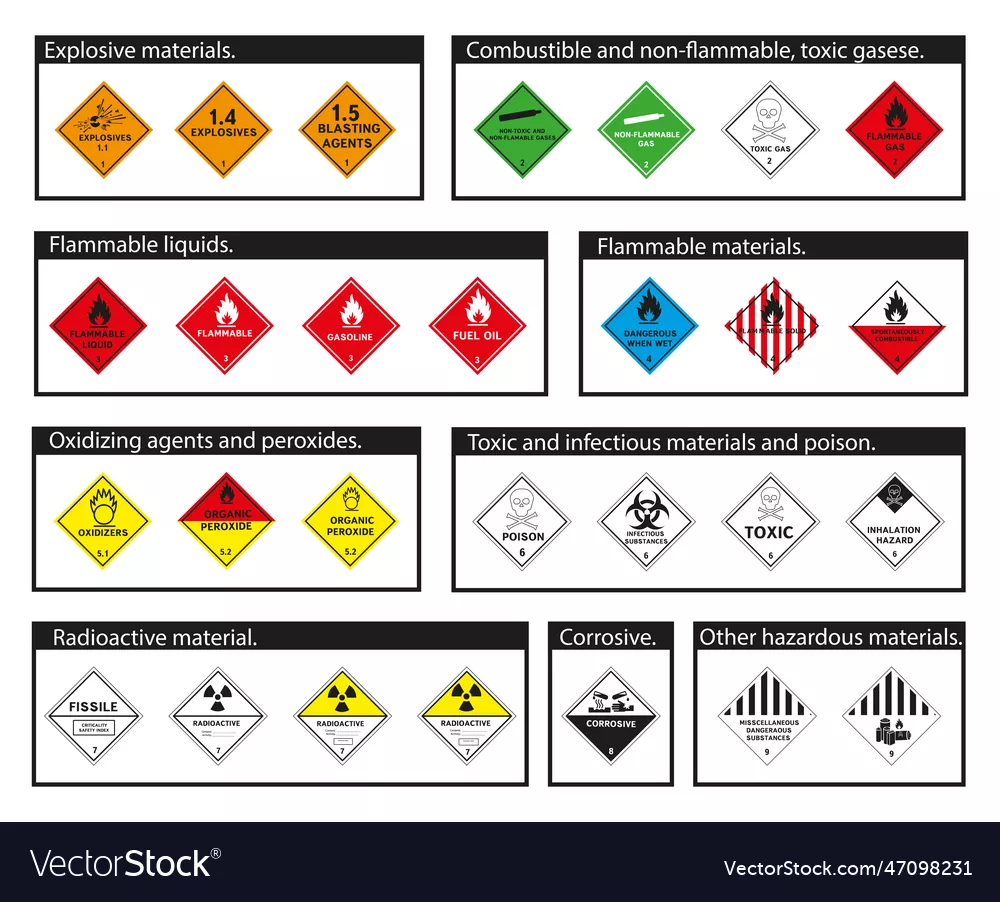 Explosive materials.
EXPLOSIVES
1.1
1
1.4
EXPLOSIVES
1
1.5
BLASTING
AGENTS
1
Combustible and non-flammable, toxic gasese.
NON-TOXIC AND
NON-FLAMABLE GASES
2
NON-FLAMMABLE
GAS
2
TOXIC GAS
2
FLAMMABLE
GAS
2
Flammable liquids.
FLAMMABLE
LIQUID
3
FLAMMABLE
3
GASOLINE
3
FUEL OIL
3
Flammable materials.
DANGEROUS
WHEN WET
4
FLAMMABLE SOLID
4
SPONTANEOUSLY
COMBUSTIBLE
4
Oxidizing agents and peroxides.
OXIDIZERS
5.1
ORGANIC
PEROXIDE
5.2
ORGANIC
PEROXIDE
5.2
Toxic and infectious materials and poison.
POISON
6
INFECTIOUS
SUBSTANCES
6
TOXIC
6
INHALATION
HAZARD
6
Radioactive material.
FISSILE
CRITICALITY
SAFETY INDEX
7
RADIOACTIVE
7
RADIOACTIVE
7
RADIOACTIVE
7
Corrosive.
CORROSIVE
8
Other hazardous materials.
MISSCELLANEOUS
DANGERAOUS
SUBSTANCES
9
9
VectorStock®
VectorStock.com/47098231